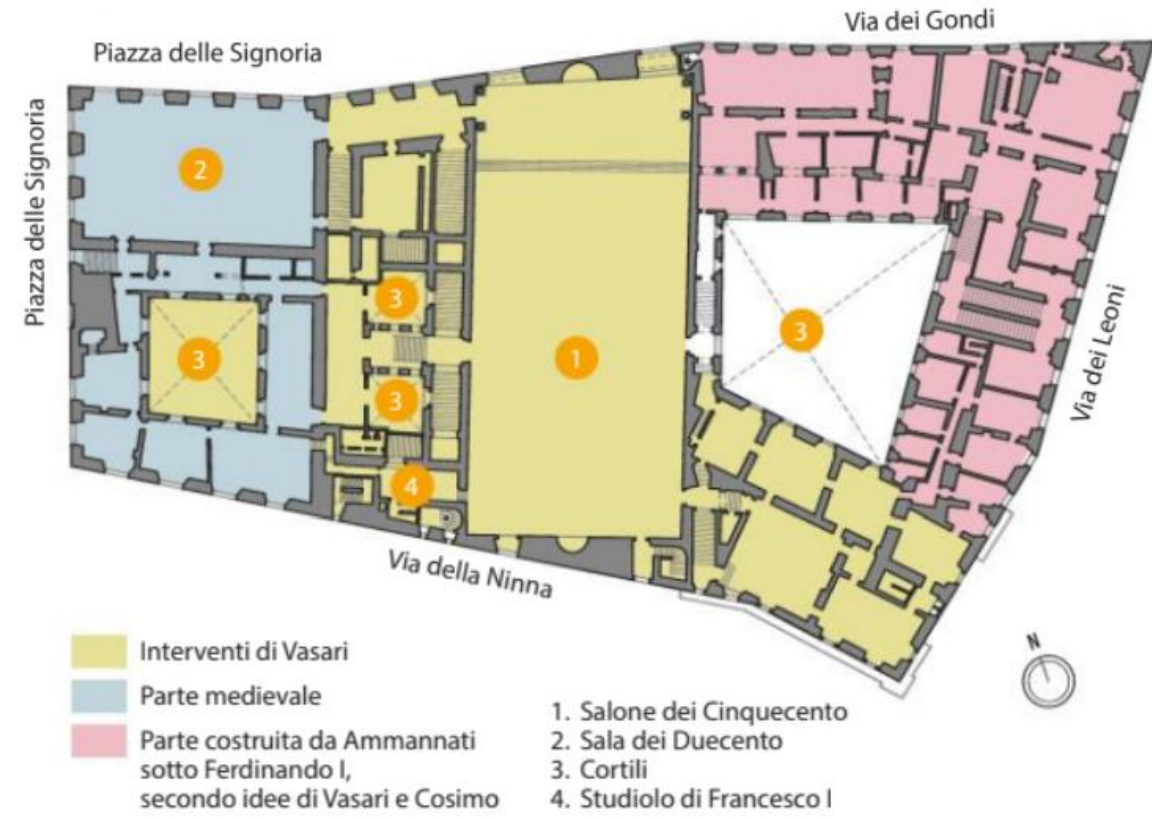 Via dei Gondi
Piazza delle Signoria
Piazza delle Signoria
2
3
3
3
1
3
4
Via dei Leoni
Via della Ninna
N
Interventi di Vasari
Parte medievale
Parte costruita da Ammannati
sotto Ferdinando I,
secondo idee di Vasari e Cosimo
1. Salone dei Cinquecento
2. Sala dei Duecento
3. Cortili
4. Studiolo di Francesco I